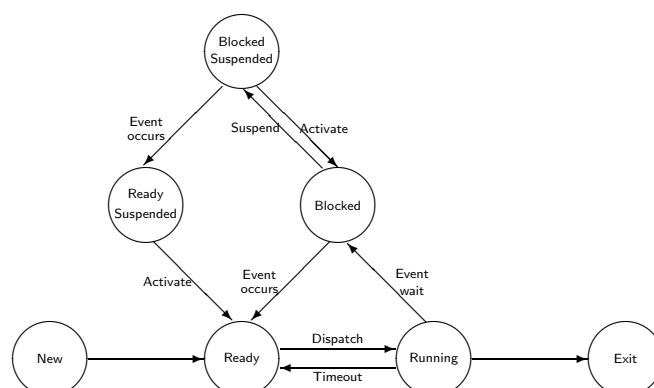 Blocked
Suspended
Event
occurs
Suspend
Activate
Ready
Suspended
Blocked
Activate
Event
occurs
Event
wait
New
Ready
Dispatch
Timeout
Running
Exit